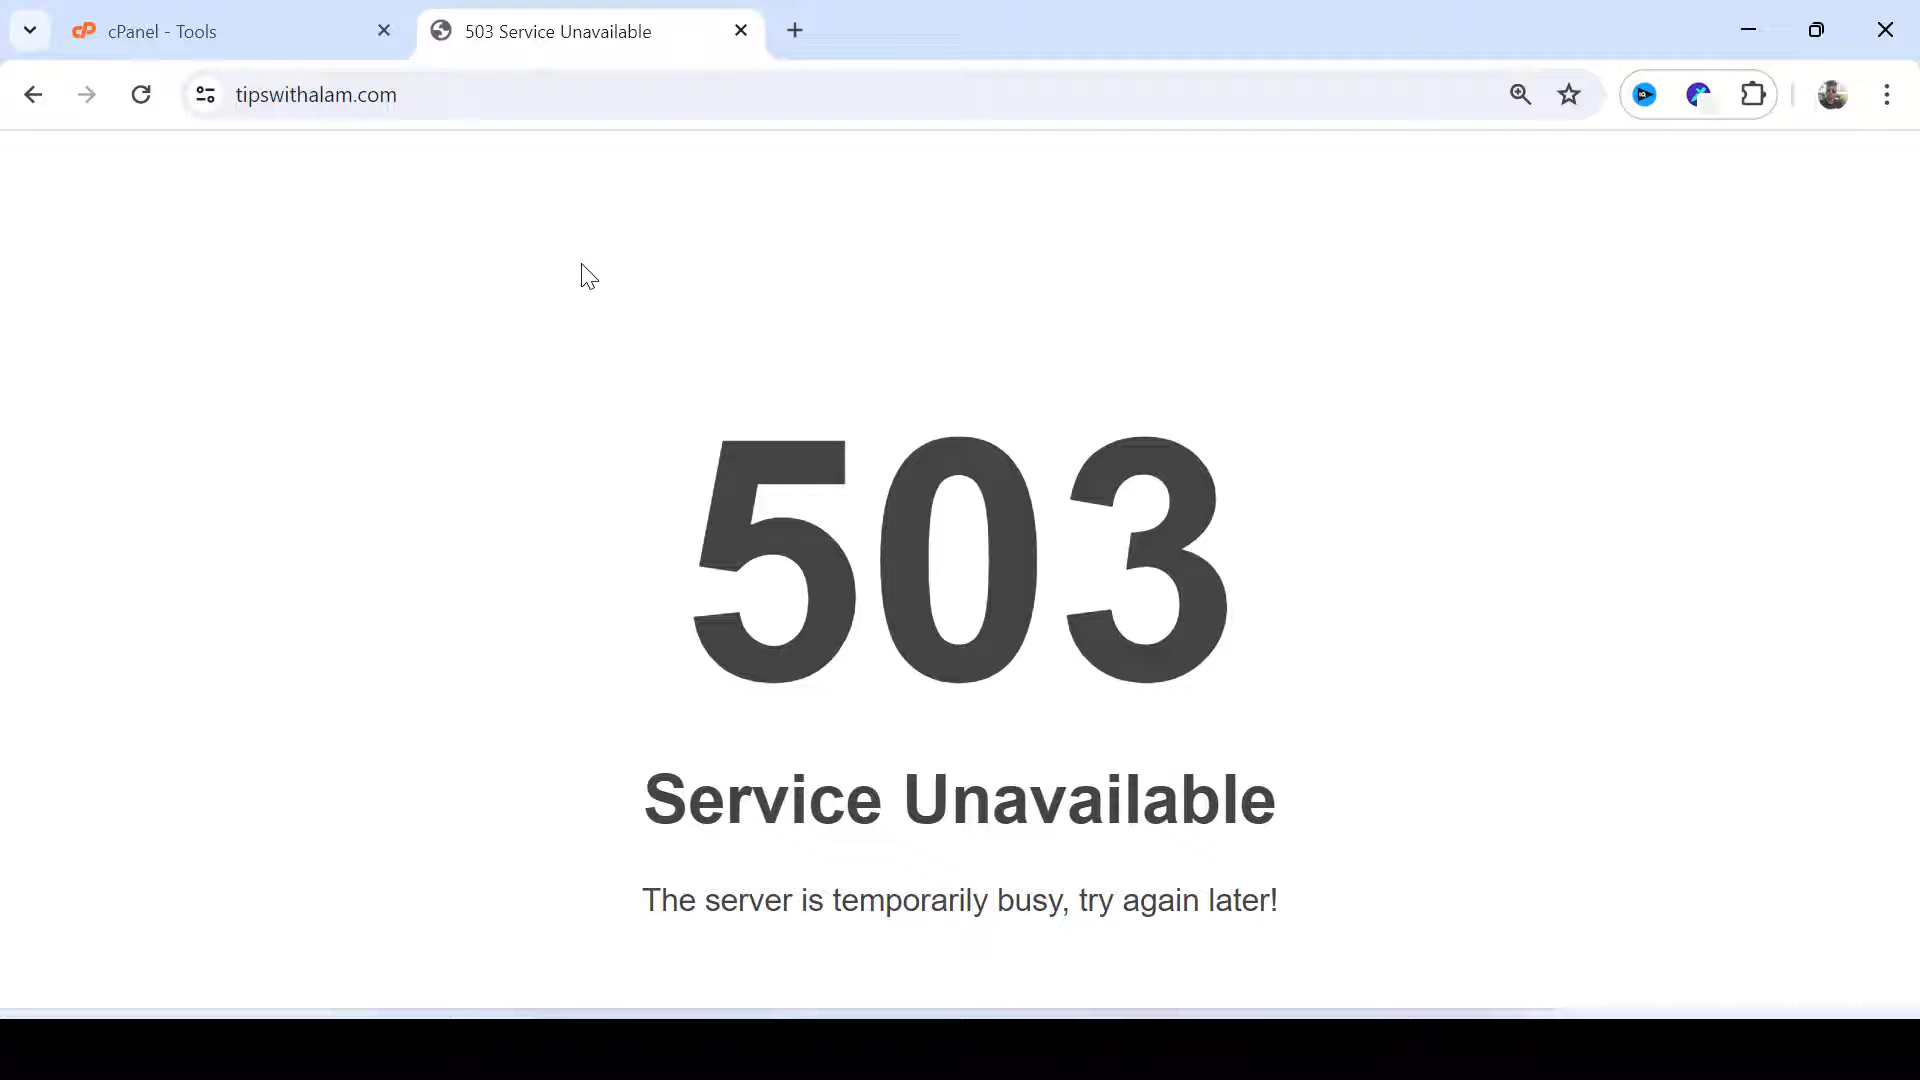 cPanel - Tools
503 Service Unavailable
tipswithalam.com
503
Service Unavailable
The server is temporarily busy, try again later!